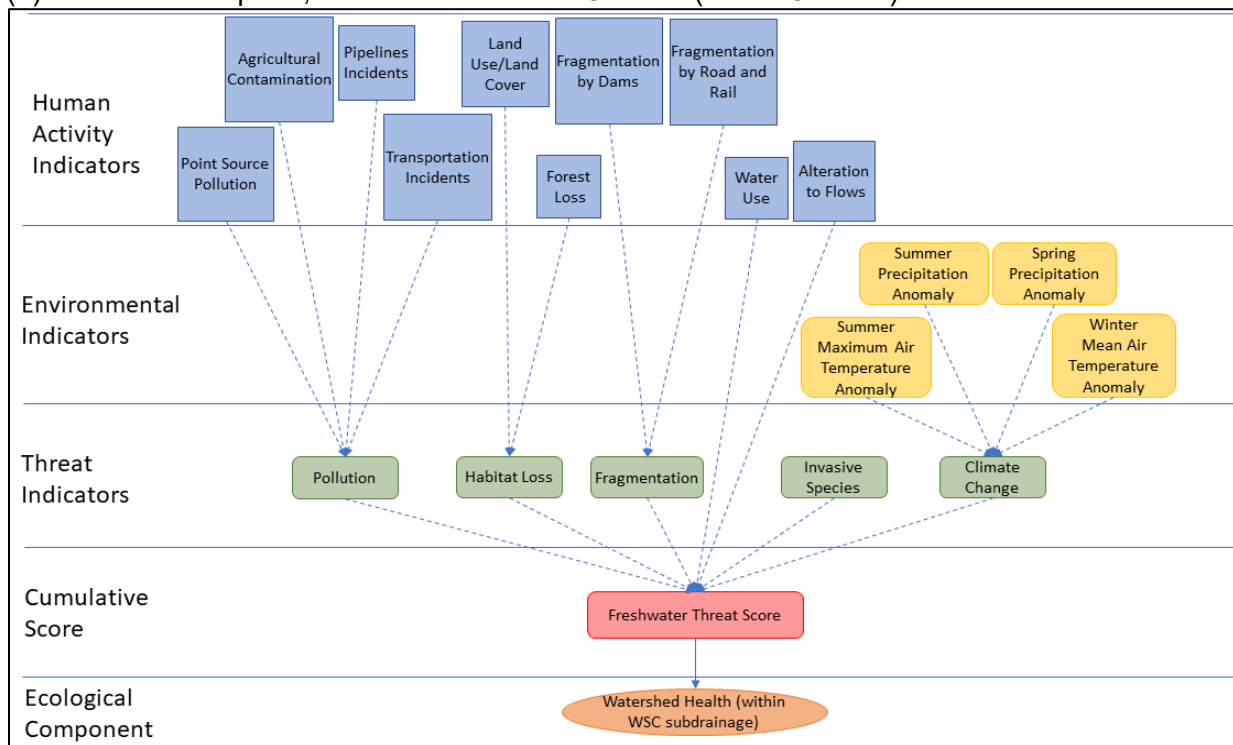 Human
Activity
Indicators
Agricultural
Contamination
Pipelines
Incidents
Land
Use/Land
Cover
Fragmentation
by Dams
Fragmentation
by Road and
Rail
Point Source
Pollution
Transportation
Incidents
Forest
Loss
Water
Use
Alteration
to Flows
Environmental
Indicators
Summer
Precipitation
Anomaly
Spring
Precipitation
Anomaly
Summer
Maximum Air
Temperature
Anomaly
Winter
Mean Air
Temperature
Anomaly
Threat
Indicators
Pollution
Habitat Loss
Fragmentation
Invasive
Species
Climate
Change
Cumulative
Score
Freshwater Threat Score
Ecological
Component
Watershed Health (within
WSC subdrainage)